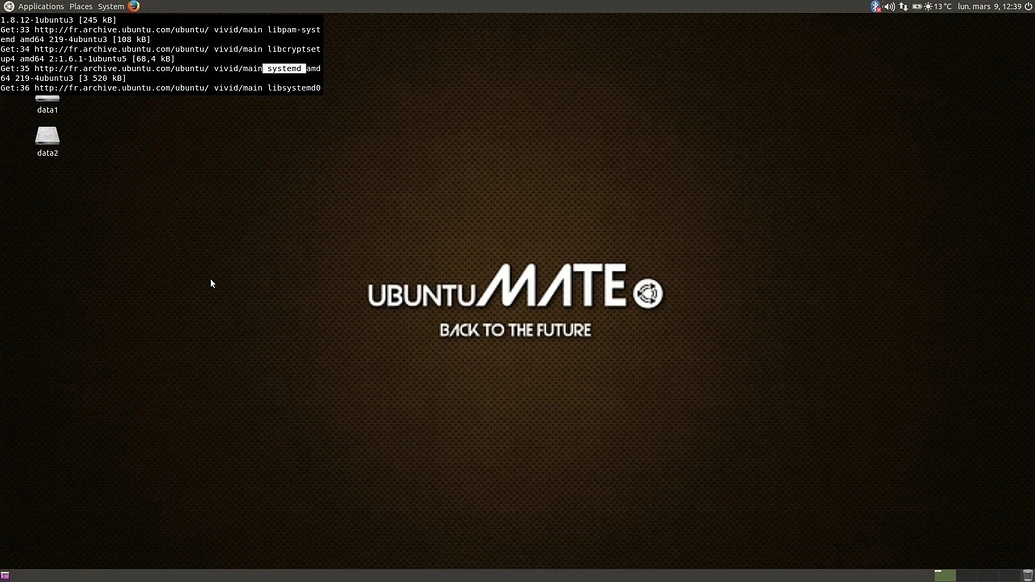 Applications Places System
13 °C lun. mars 9, 12:39
1.8.12-1ubuntu3 [245 kB]
Get:33 http://fr.archive.ubuntu.com/ubuntu/ vivid/main libpam-syst
emd amd64 219-4ubuntu3 [108 kB]
Get:34 http://fr.archive.ubuntu.com/ubuntu/ vivid/main libcryptset
up4 amd64 2:1.6.1-1ubuntu5 [68,4 kB]
Get:35 http://fr.archive.ubuntu.com/ubuntu/ vivid/main systemd amd
64 219-4ubuntu3 [3 520 kB]
Get:36 http://fr.archive.ubuntu.com/ubuntu/ vivid/main libsystemd0
data1
data2
UBUNTU MATE
BACK TO THE FUTURE